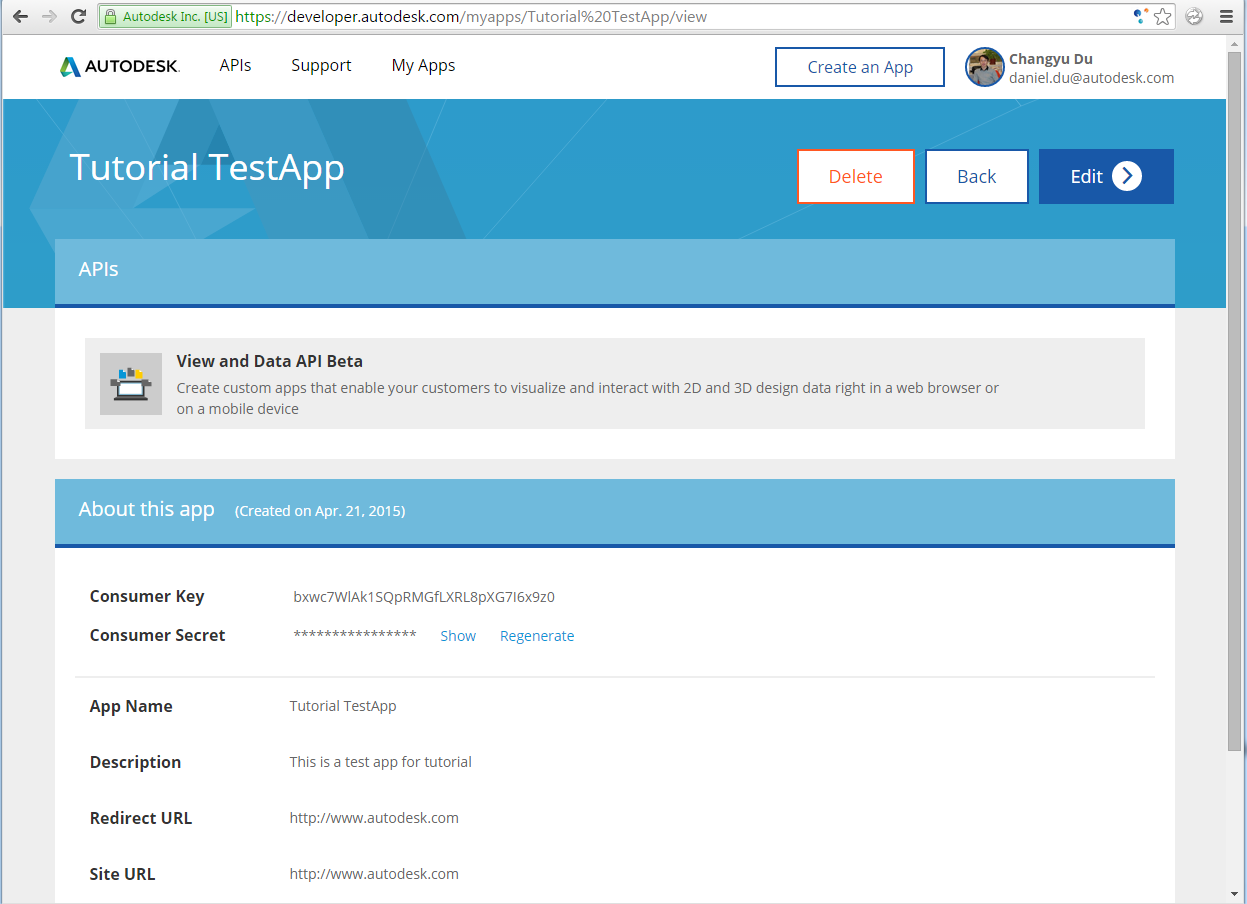 Autodesk Inc. [US] https://developer.autodesk.com/myapps/Tutorial%20TestApp/view
AUTODESK. APIs Support My Apps Create an App Changyu Du
daniel.du@autodesk.com
Tutorial TestApp Delete Back Edit
APIs
View and Data API Beta
Create custom apps that enable your customers to visualize and interact with 2D and 3D design data right in a web browser or
on a mobile device
About this app (Created on Apr. 21, 2015)
Consumer Key bxwc7WlAk1SQpRMGfLXRL8pXG7I6x9z0
Consumer Secret **************** Show Regenerate
App Name Tutorial TestApp
Description This is a test app for tutorial
Redirect URL http://www.autodesk.com
Site URL http://www.autodesk.com